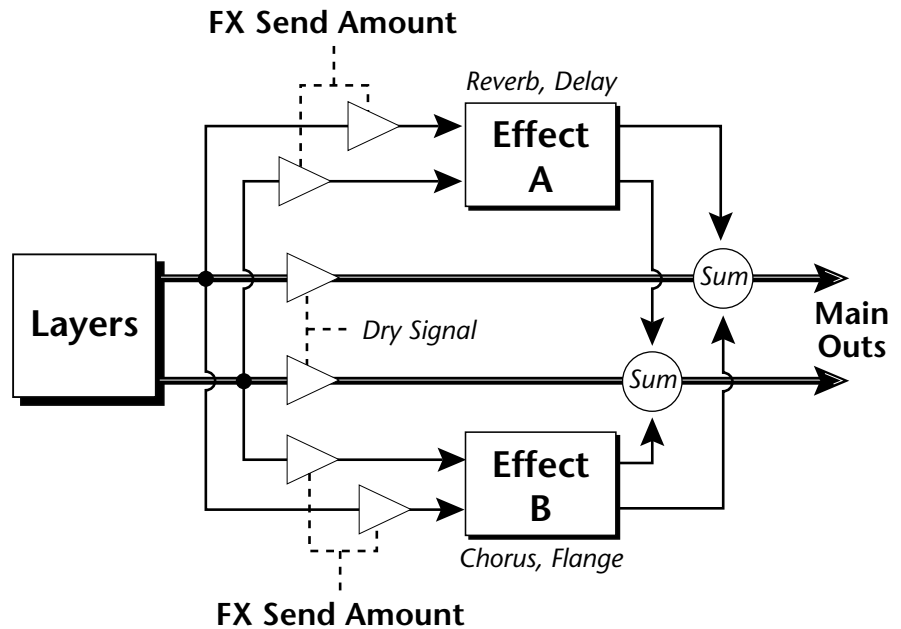 FX Send Amount
Reverb, Delay
Effect
A
Layers
Sum
Main
Outs
Dry Signal
Sum
Effect
B
Chorus, Flange
FX Send Amount